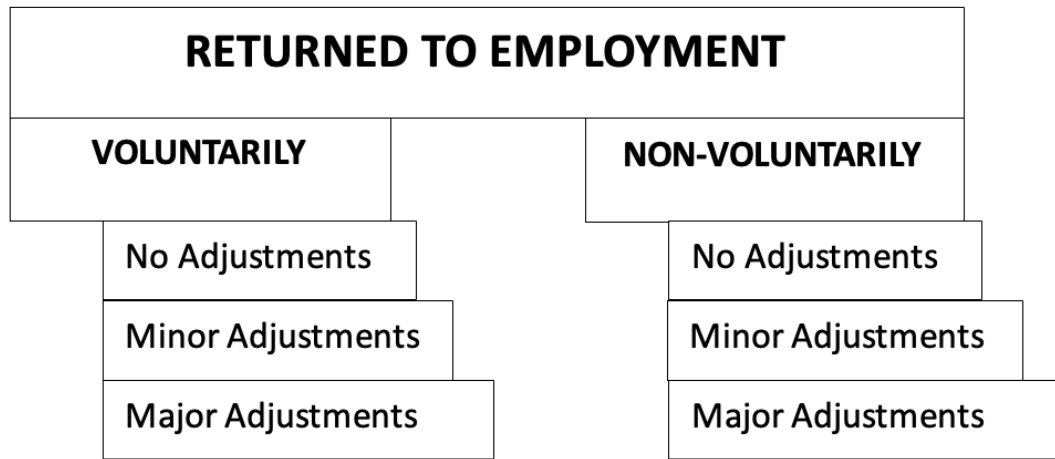 RETURNED TO EMPLOYMENT
VOLUNTARILY
NON-VOLUNTARILY
No Adjustments
No Adjustments
Minor Adjustments
Minor Adjustments
Major Adjustments
Major Adjustments